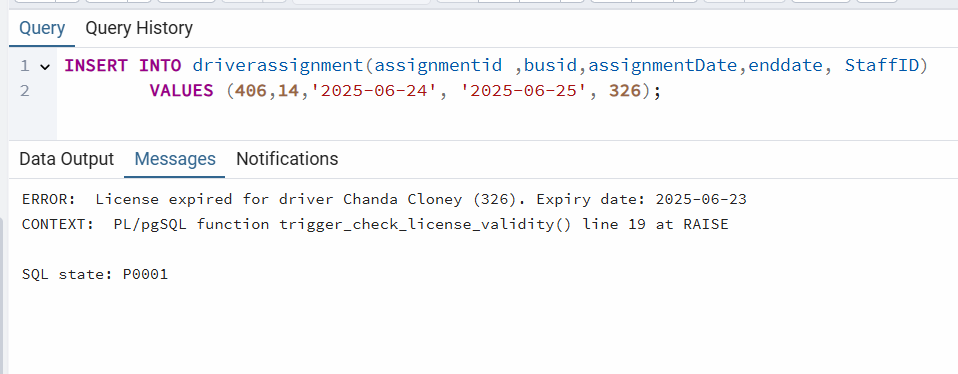 Query Query History
1 INSERT INTO driverassignment(assignmentid ,busid,assignmentDate,enddate, StaffID)
2 VALUES (406,14,'2025-06-24', '2025-06-25', 326);
Data Output Messages Notifications
ERROR:  License expired for driver Chanda Cloney (326). Expiry date: 2025-06-23
CONTEXT:  PL/pgSQL function trigger_check_license_validity() line 19 at RAISE
SQL state: P0001